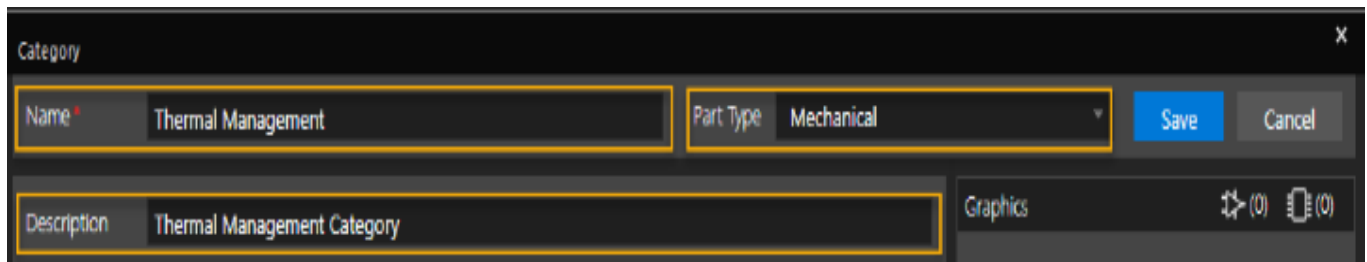 Category x
Name* Thermal Management Part Type Mechanical Save Cancel
Description Thermal Management Category Graphics (0) (0)